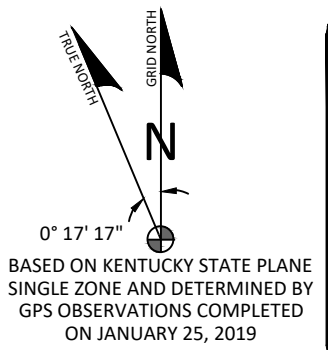 TRUE NORTH
GRID NORTH
N
0° 17' 17"
BASED ON KENTUCKY STATE PLANE
SINGLE ZONE AND DETERMINED BY
GPS OBSERVATIONS COMPLETED
ON JANUARY 25, 2019